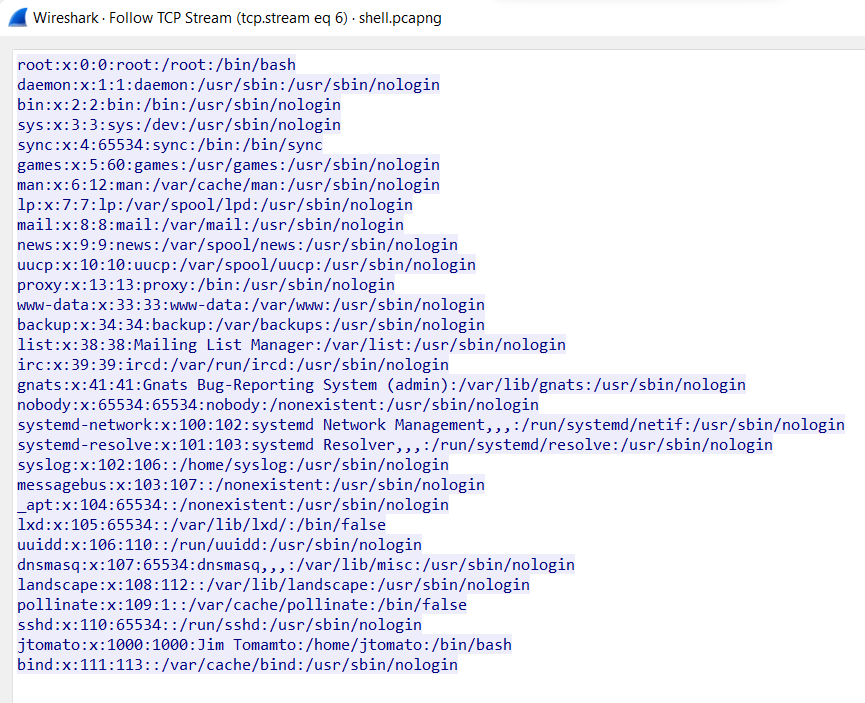 Wireshark · Follow TCP Stream (tcp.stream eq 6) · shell.pcapng
root:x:0:0:root:/root:/bin/bash
daemon:x:1:1:daemon:/usr/sbin:/usr/sbin/nologin
bin:x:2:2:bin:/bin:/usr/sbin/nologin
sys:x:3:3:sys:/dev:/usr/sbin/nologin
sync:x:4:65534:sync:/bin:/bin/sync
games:x:5:60:games:/usr/games:/usr/sbin/nologin
man:x:6:12:man:/var/cache/man:/usr/sbin/nologin
lp:x:7:7:lp:/var/spool/lpd:/usr/sbin/nologin
mail:x:8:8:mail:/var/mail:/usr/sbin/nologin
news:x:9:9:news:/var/spool/news:/usr/sbin/nologin
uucp:x:10:10:uucp:/var/spool/uucp:/usr/sbin/nologin
proxy:x:13:13:proxy:/bin:/usr/sbin/nologin
www-data:x:33:33:www-data:/var/www:/usr/sbin/nologin
backup:x:34:34:backup:/var/backups:/usr/sbin/nologin
list:x:38:38:Mailing List Manager:/var/list:/usr/sbin/nologin
irc:x:39:39:ircd:/var/run/ircd:/usr/sbin/nologin
gnats:x:41:41:Gnats Bug-Reporting System (admin):/var/lib/gnats:/usr/sbin/nologin
nobody:x:65534:65534:nobody:/nonexistent:/usr/sbin/nologin
systemd-network:x:100:102:systemd Network Management,,,:/run/systemd/netif:/usr/sbin/nologin
systemd-resolve:x:101:103:systemd Resolver,,,:/run/systemd/resolve:/usr/sbin/nologin
syslog:x:102:106::/home/syslog:/usr/sbin/nologin
messagebus:x:103:107::/nonexistent:/usr/sbin/nologin
_apt:x:104:65534::/nonexistent:/usr/sbin/nologin
lxd:x:105:65534::/var/lib/lxd/:/bin/false
uuidd:x:106:110::/run/uuidd:/usr/sbin/nologin
dnsmasq:x:107:65534:dnsmasq,,,:/var/lib/misc:/usr/sbin/nologin
landscape:x:108:112::/var/lib/landscape:/usr/sbin/nologin
pollinate:x:109:1::/var/cache/pollinate:/bin/false
sshd:x:110:65534::/run/sshd:/usr/sbin/nologin
jtomato:x:1000:1000:Jim Tomamto:/home/jtomato:/bin/bash
bind:x:111:113::/var/cache/bind:/usr/sbin/nologin